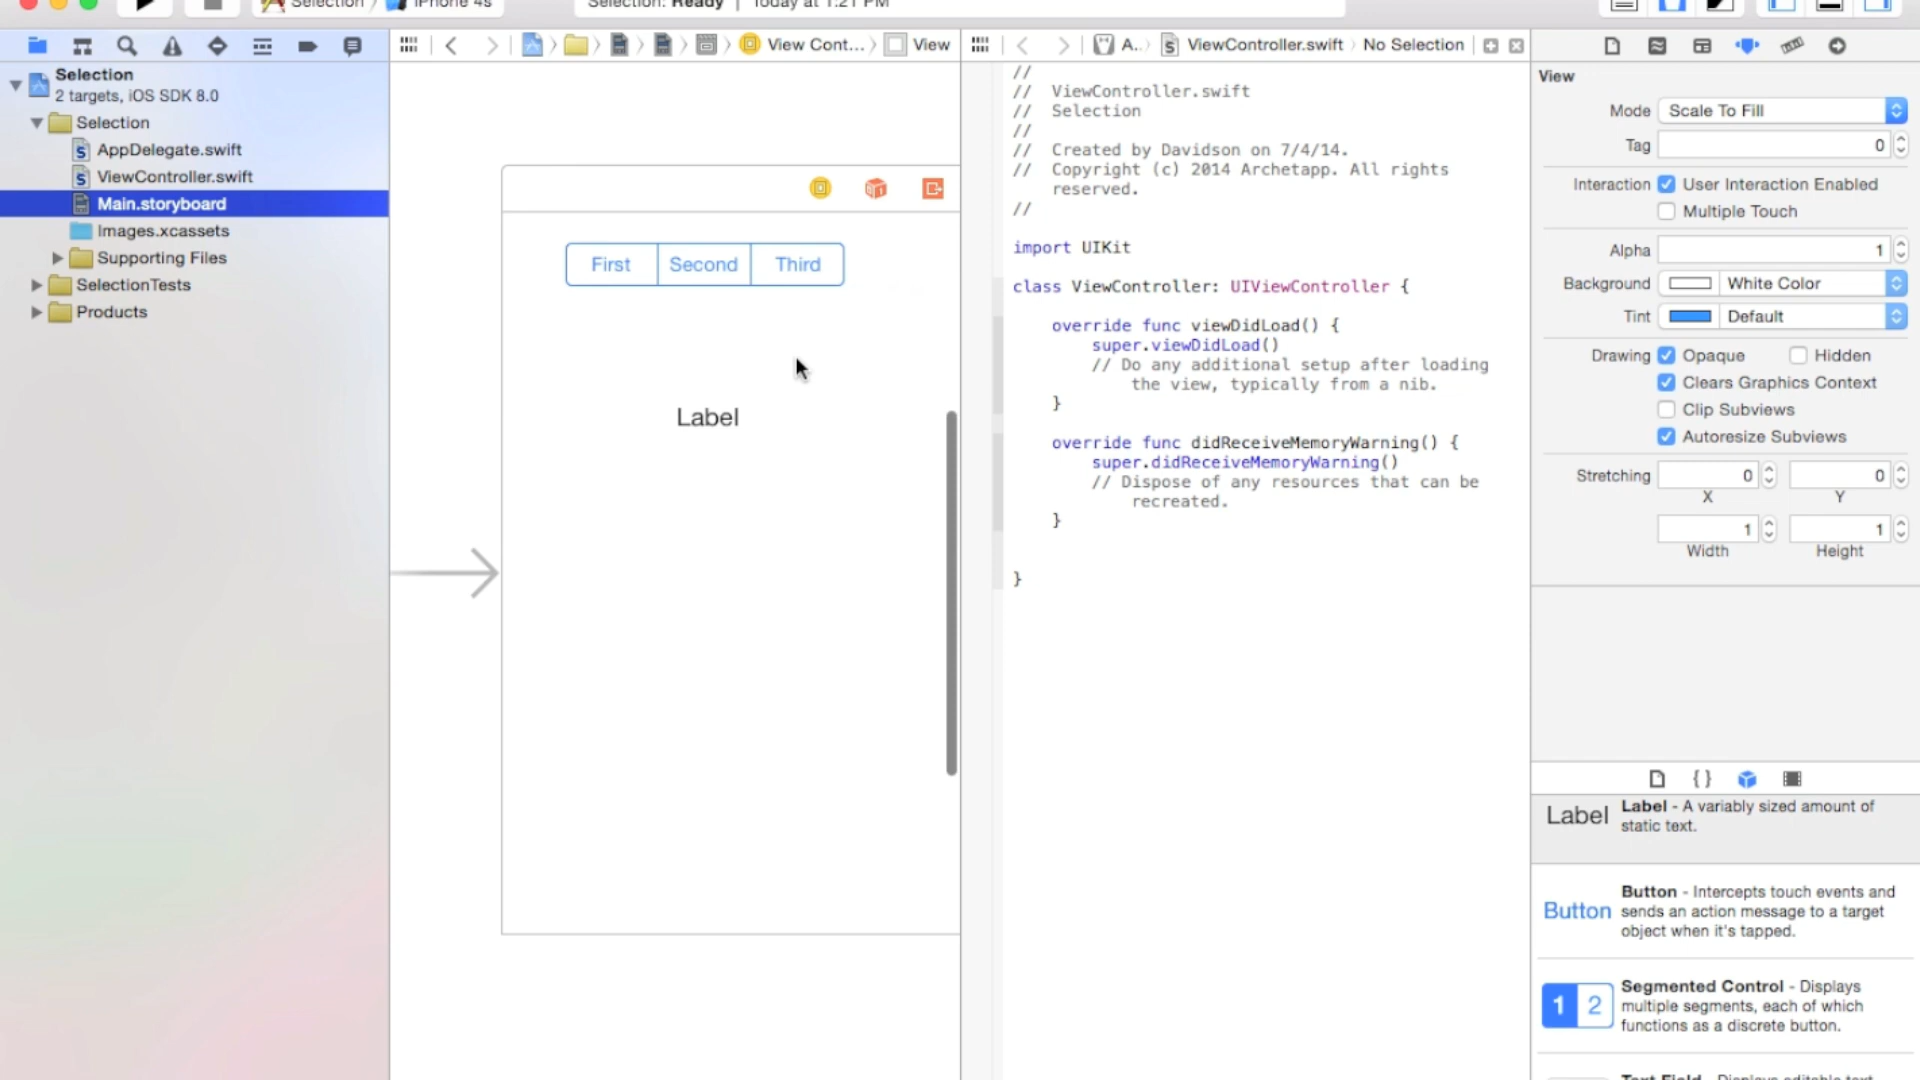 Selection
iPhone 4s
Selection: Ready | Today at 1:21 PM
View Cont...
View
A..
ViewController.swift
No Selection
Selection
2 targets, iOS SDK 8.0
Selection
AppDelegate.swift
ViewController.swift
Main.storyboard
Images.xcassets
Supporting Files
SelectionTests
Products
First
Second
Third
Label
//
// ViewController.swift
// Selection
//
// Created by Davidson on 7/4/14.
// Copyright (c) 2014 Archetapp. All rights
reserved.
//
import UIKit
class ViewController: UIViewController {
override func viewDidLoad() {
super.viewDidLoad()
// Do any additional setup after loading
the view, typically from a nib.
}
override func didReceiveMemoryWarning() {
super.didReceiveMemoryWarning()
// Dispose of any resources that can be
recreated.
}
}
View
Mode Scale To Fill
Tag 0
Interaction User Interaction Enabled
Multiple Touch
Alpha 1
Background White Color
Tint Default
Drawing Opaque Hidden
Clears Graphics Context
Clip Subviews
Autoresize Subviews
Stretching 0 0
X Y
1 1
Width Height
{ }
Label
Label - A variably sized amount of
static text.
Button
Button - Intercepts touch events and
sends an action message to a target
object when it's tapped.
1 2
Segmented Control - Displays
multiple segments, each of which
functions as a discrete button.
Text Field - Displays editable text